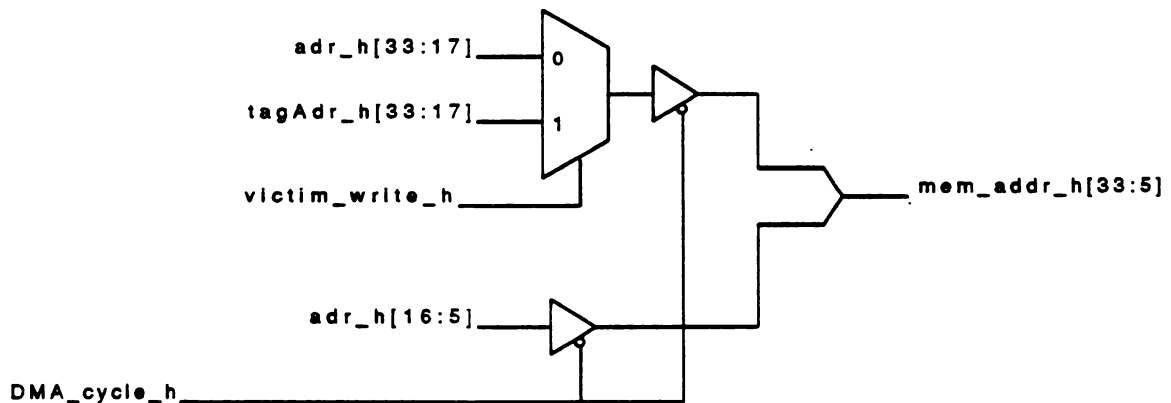 adr_h[33:17]
0
tagAdr_h[33:17]
1
victim_write_h
mem_addr_h[33:5]
adr_h[16:5]
DMA_cycle_h